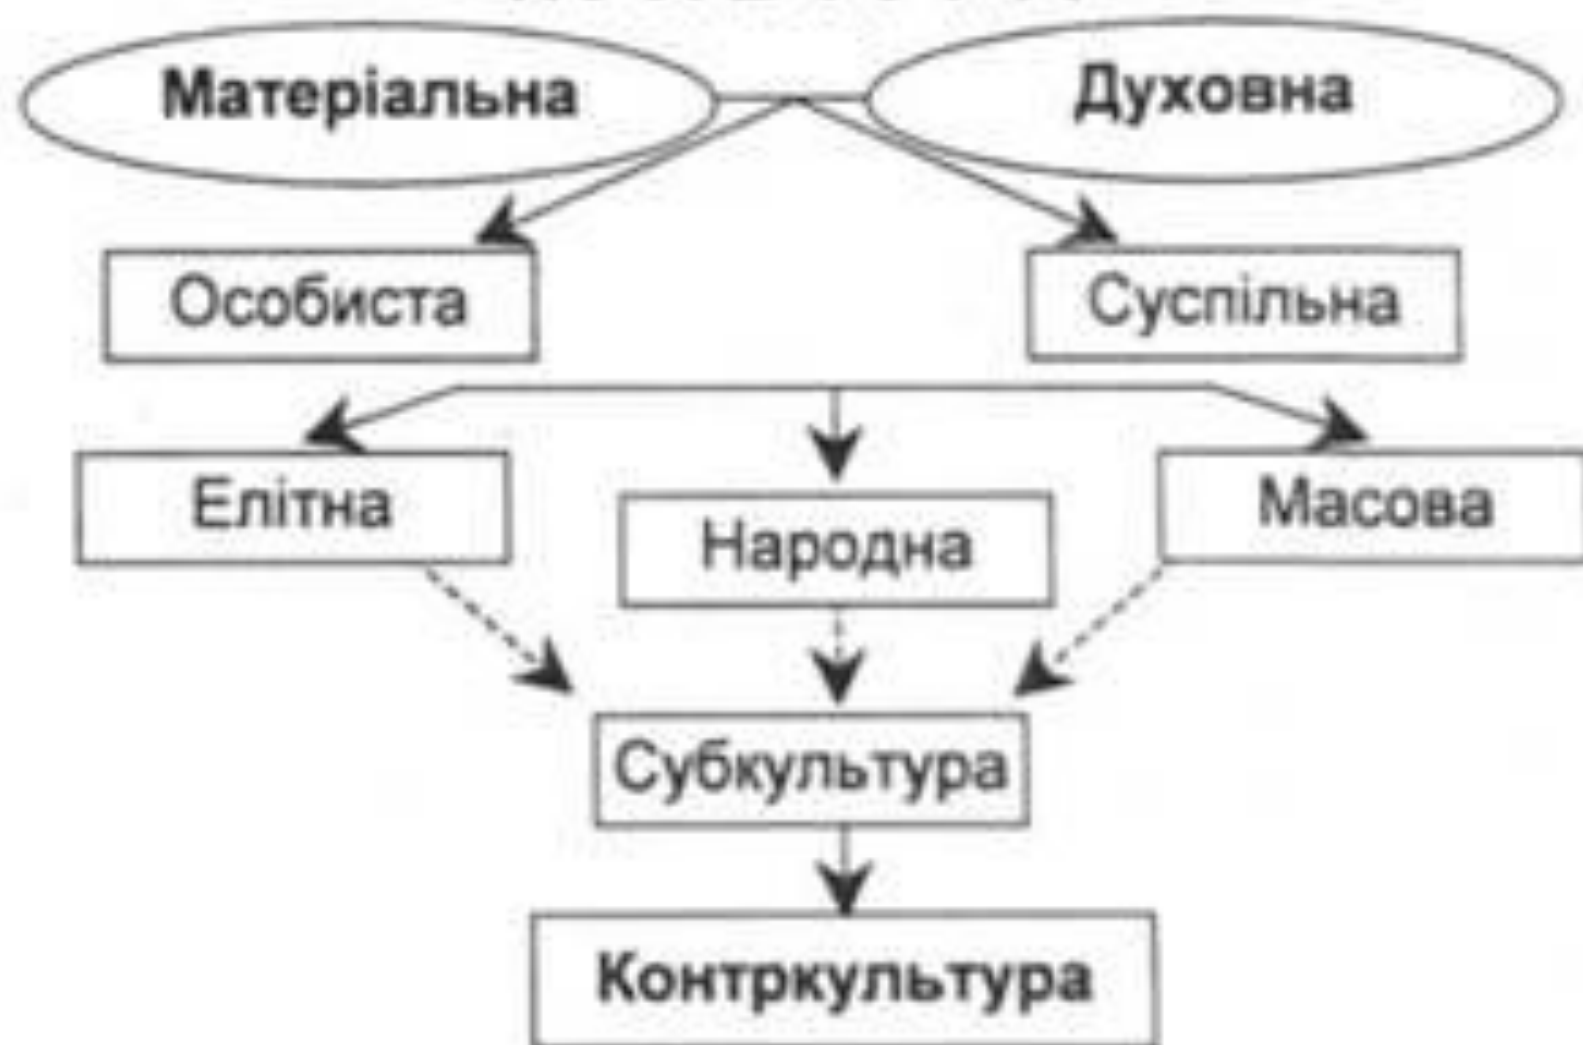 Матеріальна
Духовна
Особиста
Суспільна
Елітна
Народна
Масова
Субкультура
Контркультура